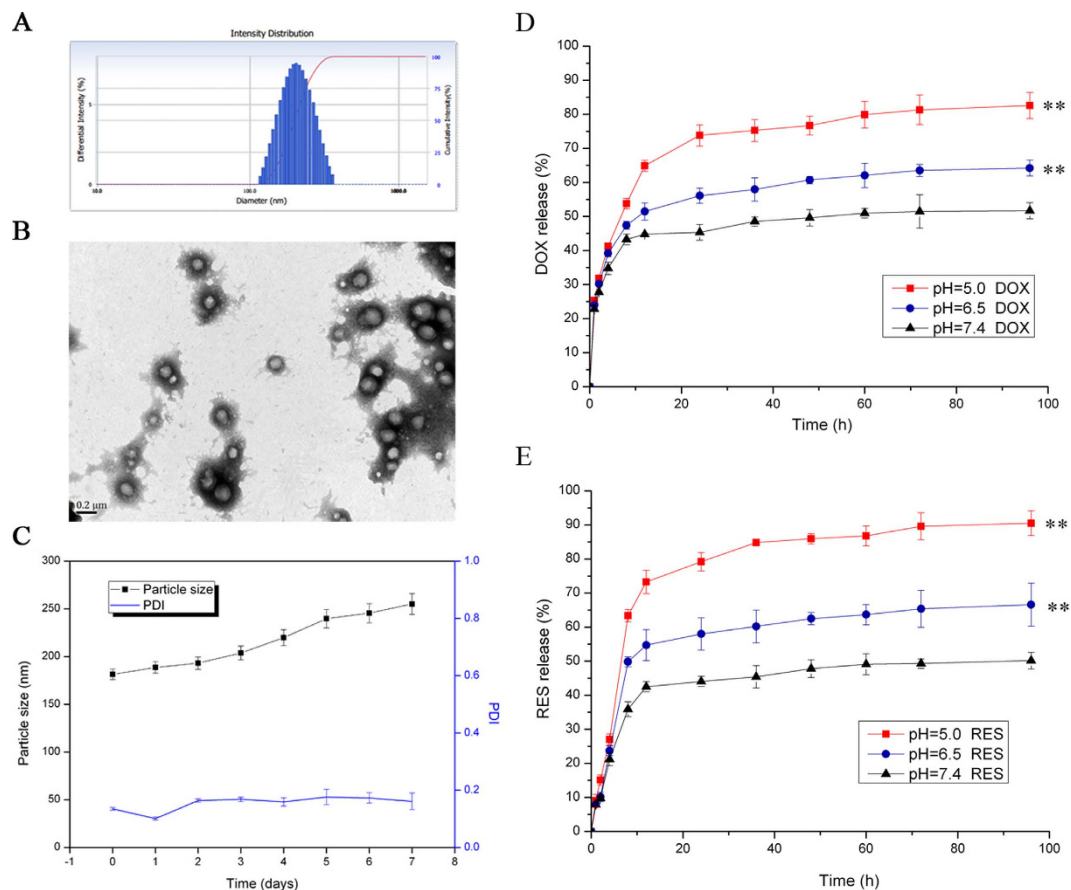 A
Intensity Distribution
Differential Intensity (%)
5
0
100
75
50
25
0
Cumulative Intensity(%)
10.0
100.0
1000.0
Diameter (nm)
B
0.2 μm
C
Particle size (nm)
300
250
200
150
100
50
0
Particle size
PDI
1.0
0.8
0.6
0.4
0.2
0.0
PDI
-1 0 1 2 3 4 5 6 7 8
Time (days)
D
DOX release (%)
100
90
80
70
60
50
40
30
20
10
0
**
**
pH=5.0 DOX
pH=6.5 DOX
pH=7.4 DOX
0 20 40 60 80 100
Time (h)
E
RES release (%)
100
90
80
70
60
50
40
30
20
10
0
**
**
pH=5.0 RES
pH=6.5 RES
pH=7.4 RES
0 20 40 60 80 100
Time (h)